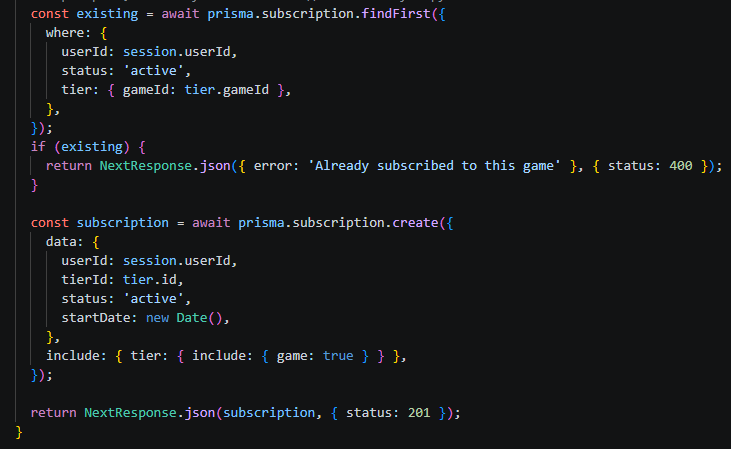 const existing = await prisma.subscription.findFirst({
where: {
userId: session.userId,
status: 'active',
tier: { gameId: tier.gameId },
},
});
if (existing) {
return NextResponse.json({ error: 'Already subscribed to this game' }, { status: 400 });
}
const subscription = await prisma.subscription.create({
data: {
userId: session.userId,
tierId: tier.id,
status: 'active',
startDate: new Date(),
},
include: { tier: { include: { game: true } } },
});
return NextResponse.json(subscription, { status: 201 });
}